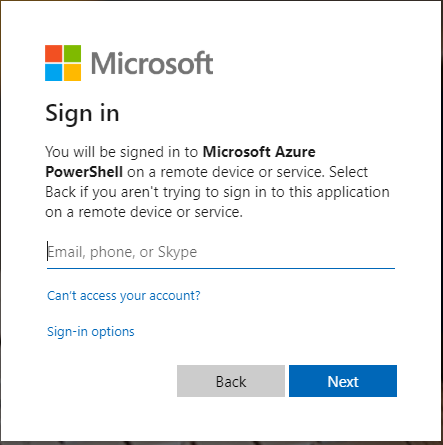 Microsoft
Sign in
You will be signed in to Microsoft Azure
PowerShell on a remote device or service. Select
Back if you aren't trying to sign in to this application
on a remote device or service.
Email, phone, or Skype
Can't access your account?
Sign-in options
Back
Next